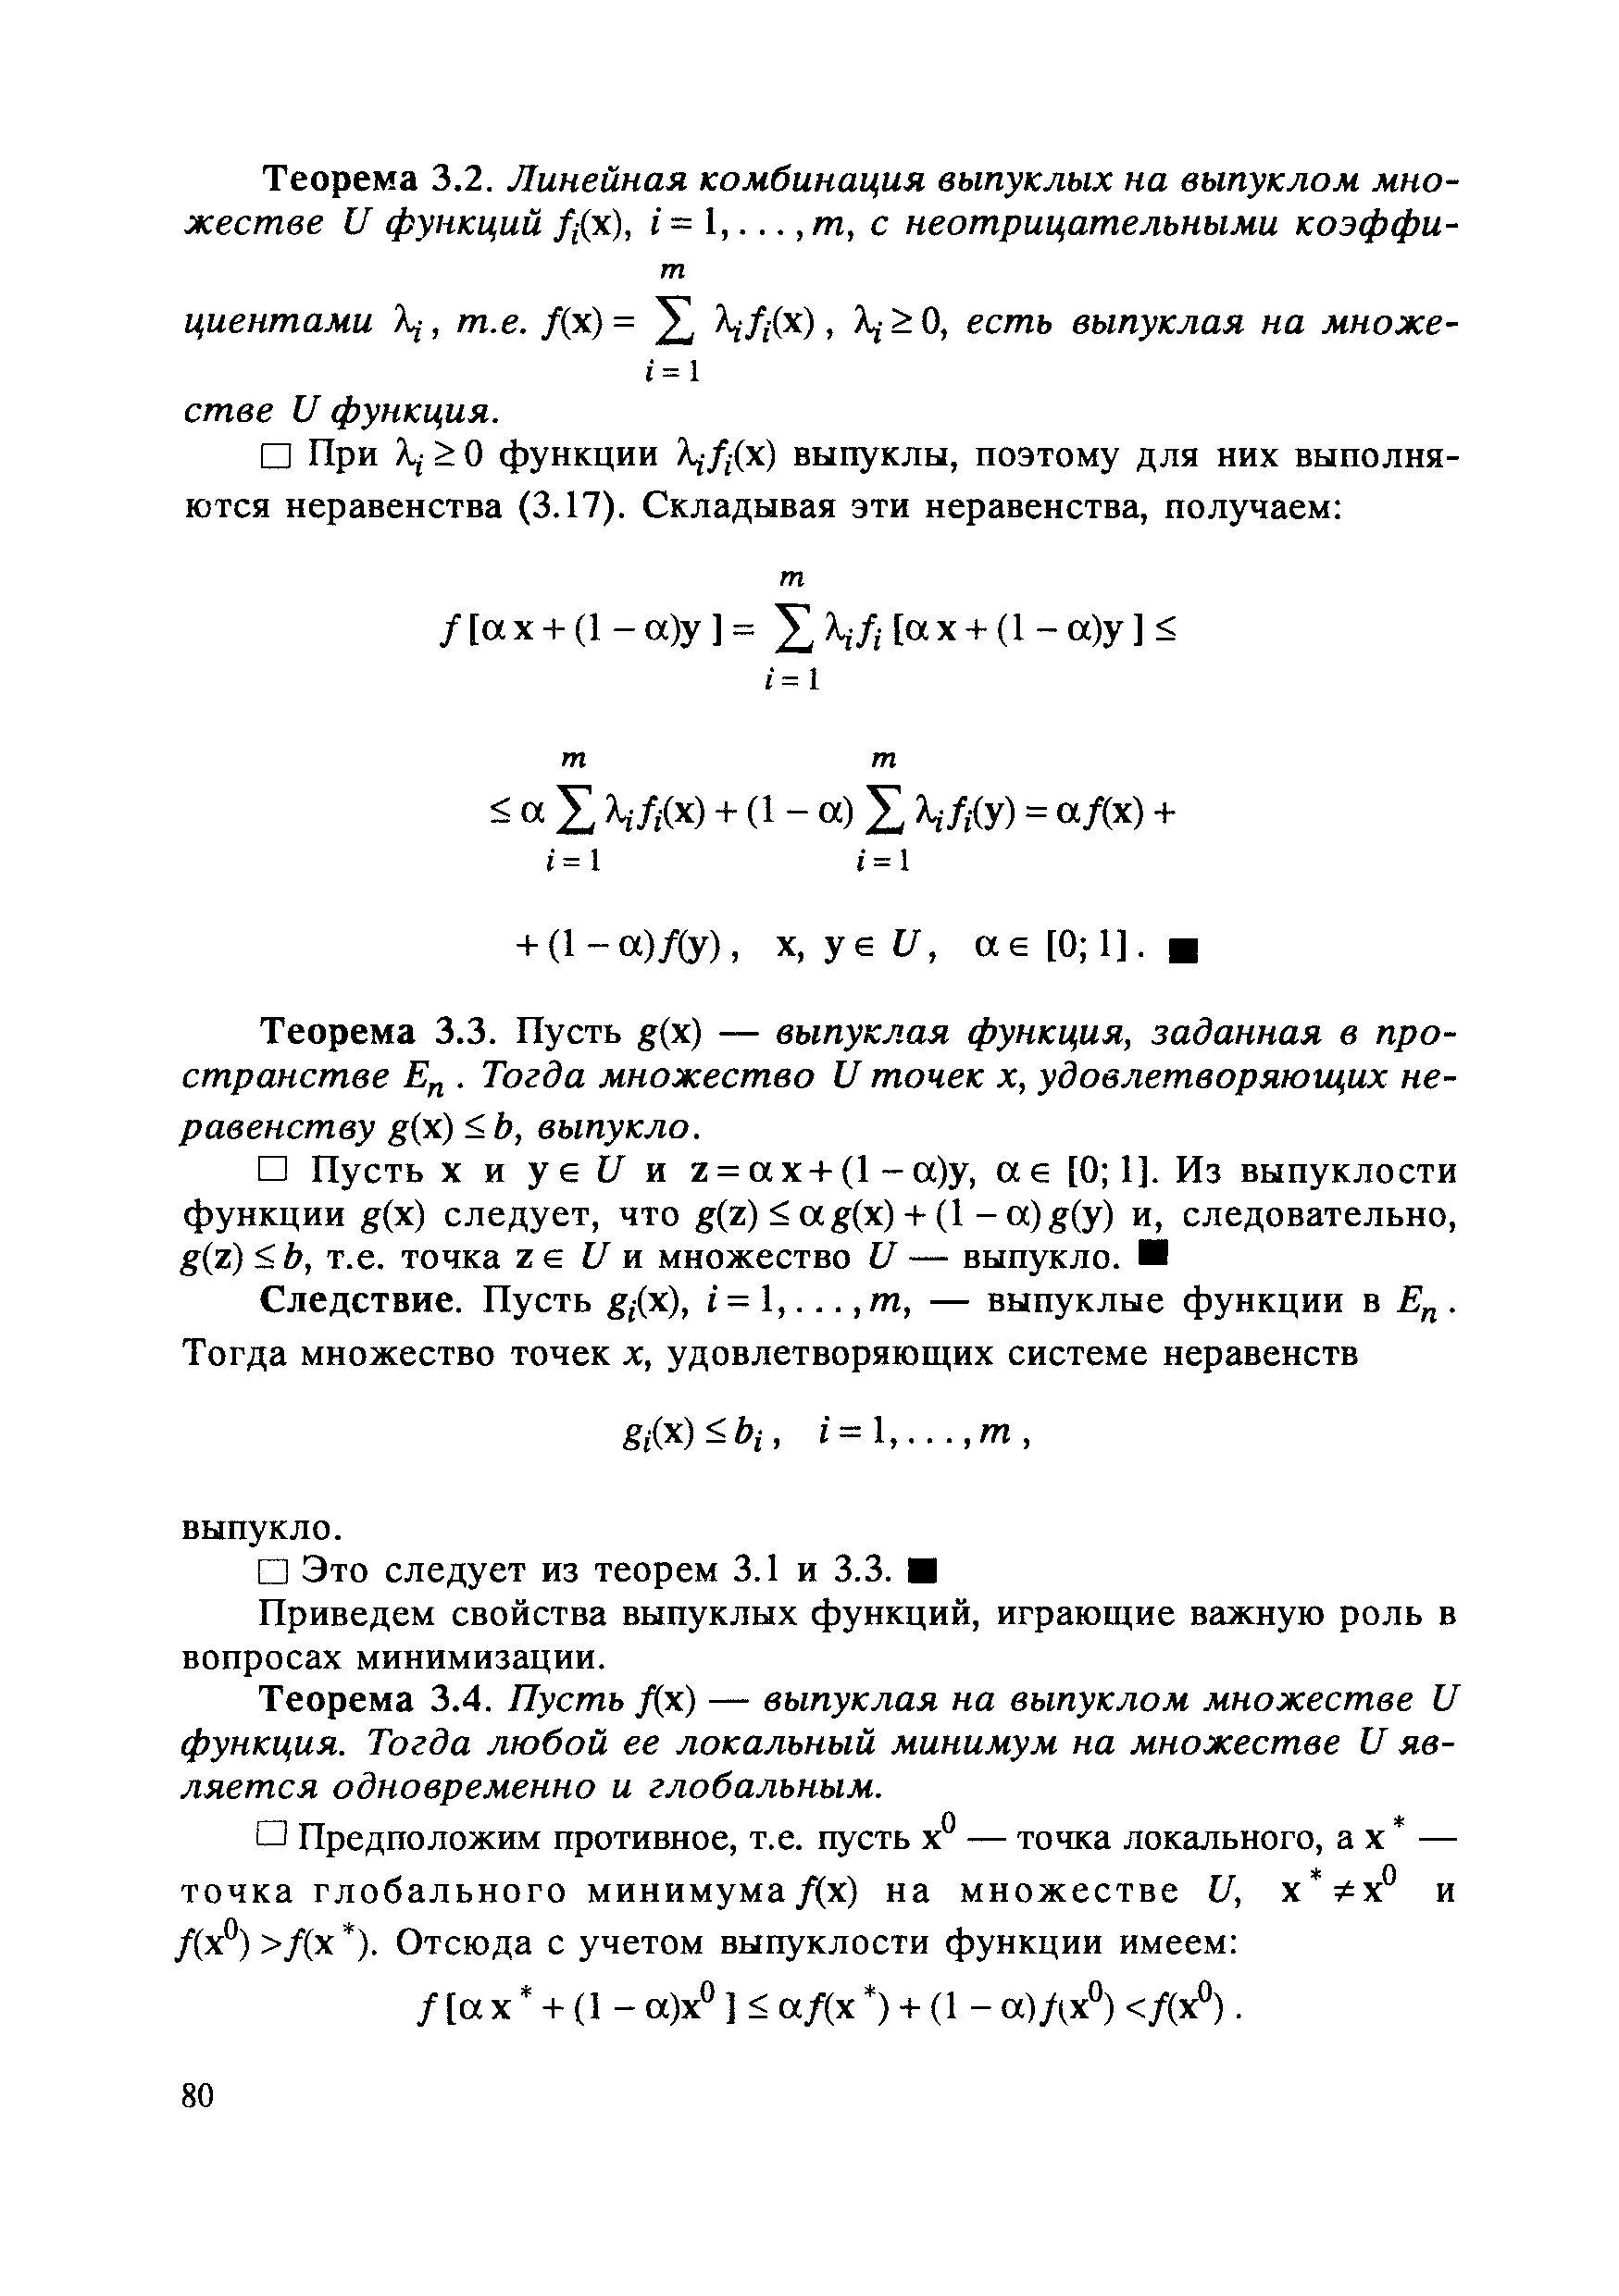 Теорема 3.2. Линейная комбинация выпуклых на выпуклом мно-
жестве U функций fᵢ(x), i = 1,. . . ,m, с неотрицательными коэффи-
m
циентами λᵢ, т.е. f(x) = ∑ λᵢfᵢ(x), λᵢ ≥ 0, есть выпуклая на множе-
i = 1
стве U функция.
□ При λᵢ ≥ 0 функции λᵢfᵢ(x) выпуклы, поэтому для них выполня-
ются неравенства (3.17). Складывая эти неравенства, получаем:
m
f [α x + (1 − α)y ] = ∑ λᵢfᵢ [α x + (1 − α)y ] ≤
i = 1
m m
≤ α ∑ λᵢfᵢ(x) + (1 − α) ∑ λᵢfᵢ(y) = αf(x) +
i = 1 i = 1
+ (1 − α)f(y), x, y ∈ U, α ∈ [0; 1]. ■
Теорема 3.3. Пусть g(x) — выпуклая функция, заданная в про-
странстве Eₙ. Тогда множество U точек x, удовлетворяющих не-
равенству g(x) ≤ b, выпукло.
□ Пусть x и y ∈ U и z = α x + (1 − α)y, α ∈ [0; 1]. Из выпуклости
функции g(x) следует, что g(z) ≤ αg(x) + (1 − α)g(y) и, следовательно,
g(z) ≤ b, т.е. точка z ∈ U и множество U — выпукло. ■
Следствие. Пусть gᵢ(x), i = 1,. . . ,m, — выпуклые функции в Eₙ.
Тогда множество точек x, удовлетворяющих системе неравенств
gᵢ(x) ≤ bᵢ, i = 1,. . . ,m ,
выпукло.
□ Это следует из теорем 3.1 и 3.3. ■
Приведем свойства выпуклых функций, играющие важную роль в
вопросах минимизации.
Теорема 3.4. Пусть f(x) — выпуклая на выпуклом множестве U
функция. Тогда любой ее локальный минимум на множестве U яв-
ляется одновременно и глобальным.
□ Предположим противное, т.е. пусть x⁰ — точка локального, а x* —
точка глобального минимума f(x) на множестве U, x* ≠ x⁰ и
f(x⁰) > f(x*). Отсюда с учетом выпуклости функции имеем:
f [α x* + (1 − α)x⁰ ] ≤ αf(x*) + (1 − α)f(x⁰) < f(x⁰).
80